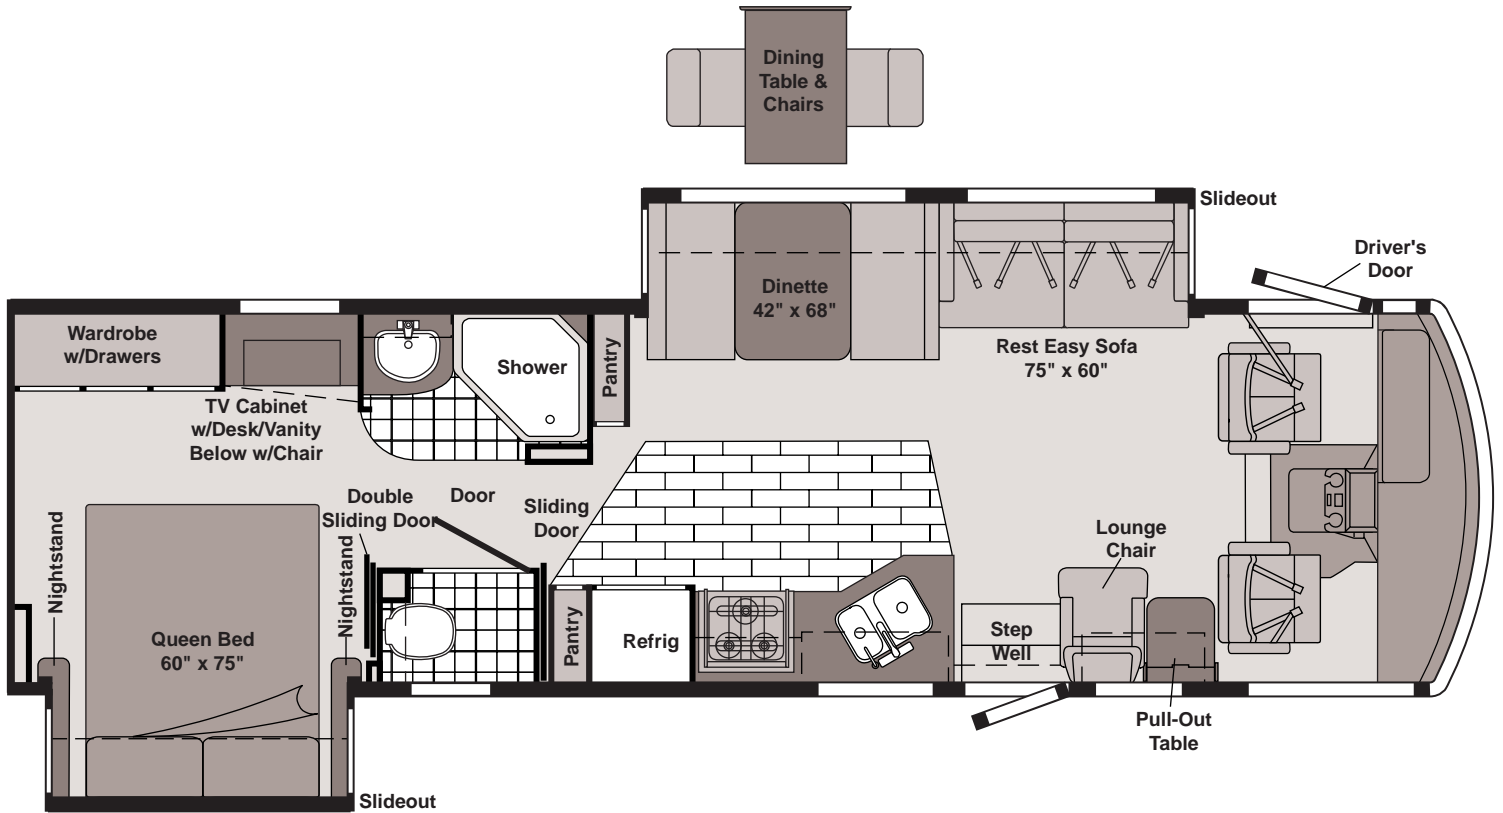 Dining
Table &
Chairs
Slideout
Driver's
Door
Dinette
42" x 68"
Rest Easy Sofa
75" x 60"
Wardrobe
w/Drawers
Shower
Pantry
TV Cabinet
w/Desk/Vanity
Below w/Chair
Double
Sliding Door
Door
Sliding
Door
Lounge
Chair
Nightstand
Nightstand
Queen Bed
60" x 75"
Pantry
Refrig
Step
Well
Pull-Out
Table
Slideout